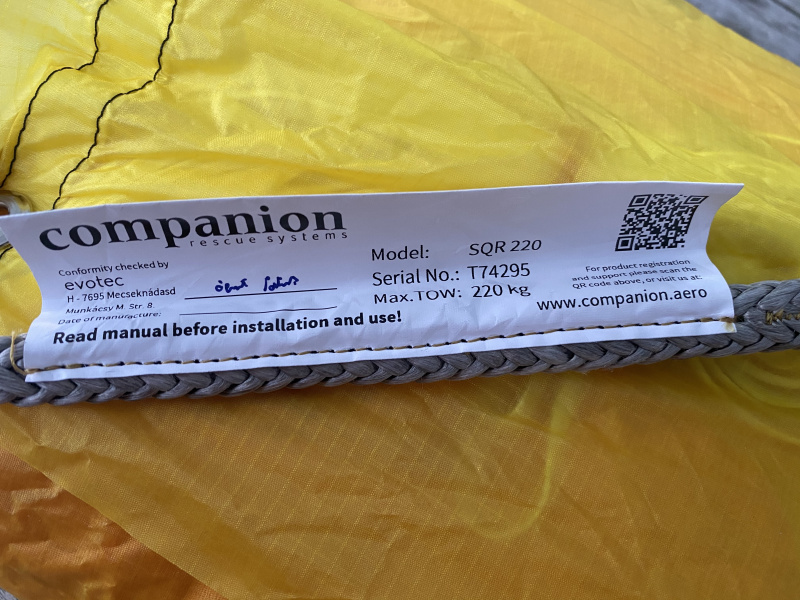 companion
rescue systems
Conformity checked by
evotec
H - 7695 Mecseknádasd
Munkácsy M. Str. 8.
Date of manufacture:
Read manual before installation and use!
Model: SQR 220
Serial No.: T74295
Max.TOW: 220 kg
For product registration
and support please scan the
QR code above, or visit us at:
www.companion.aero